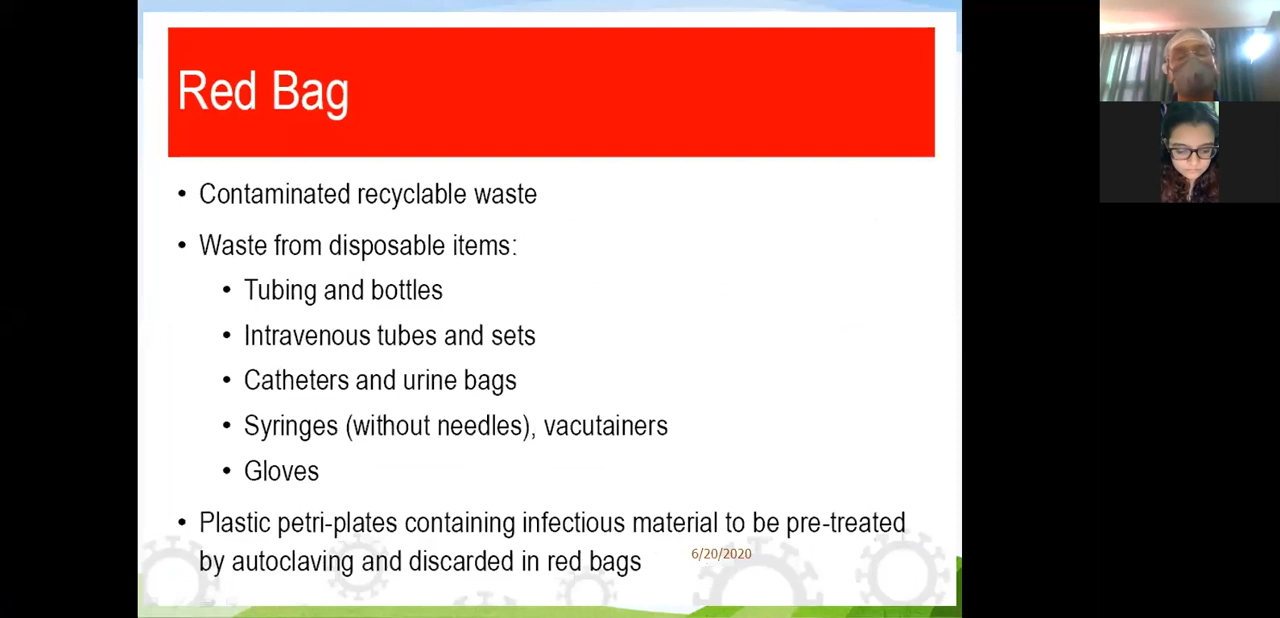 Red Bag
• Contaminated recyclable waste
• Waste from disposable items:
• Tubing and bottles
• Intravenous tubes and sets
• Catheters and urine bags
• Syringes (without needles), vacutainers
• Gloves
• Plastic petri-plates containing infectious material to be pre-treated
by autoclaving and discarded in red bags
6/20/2020